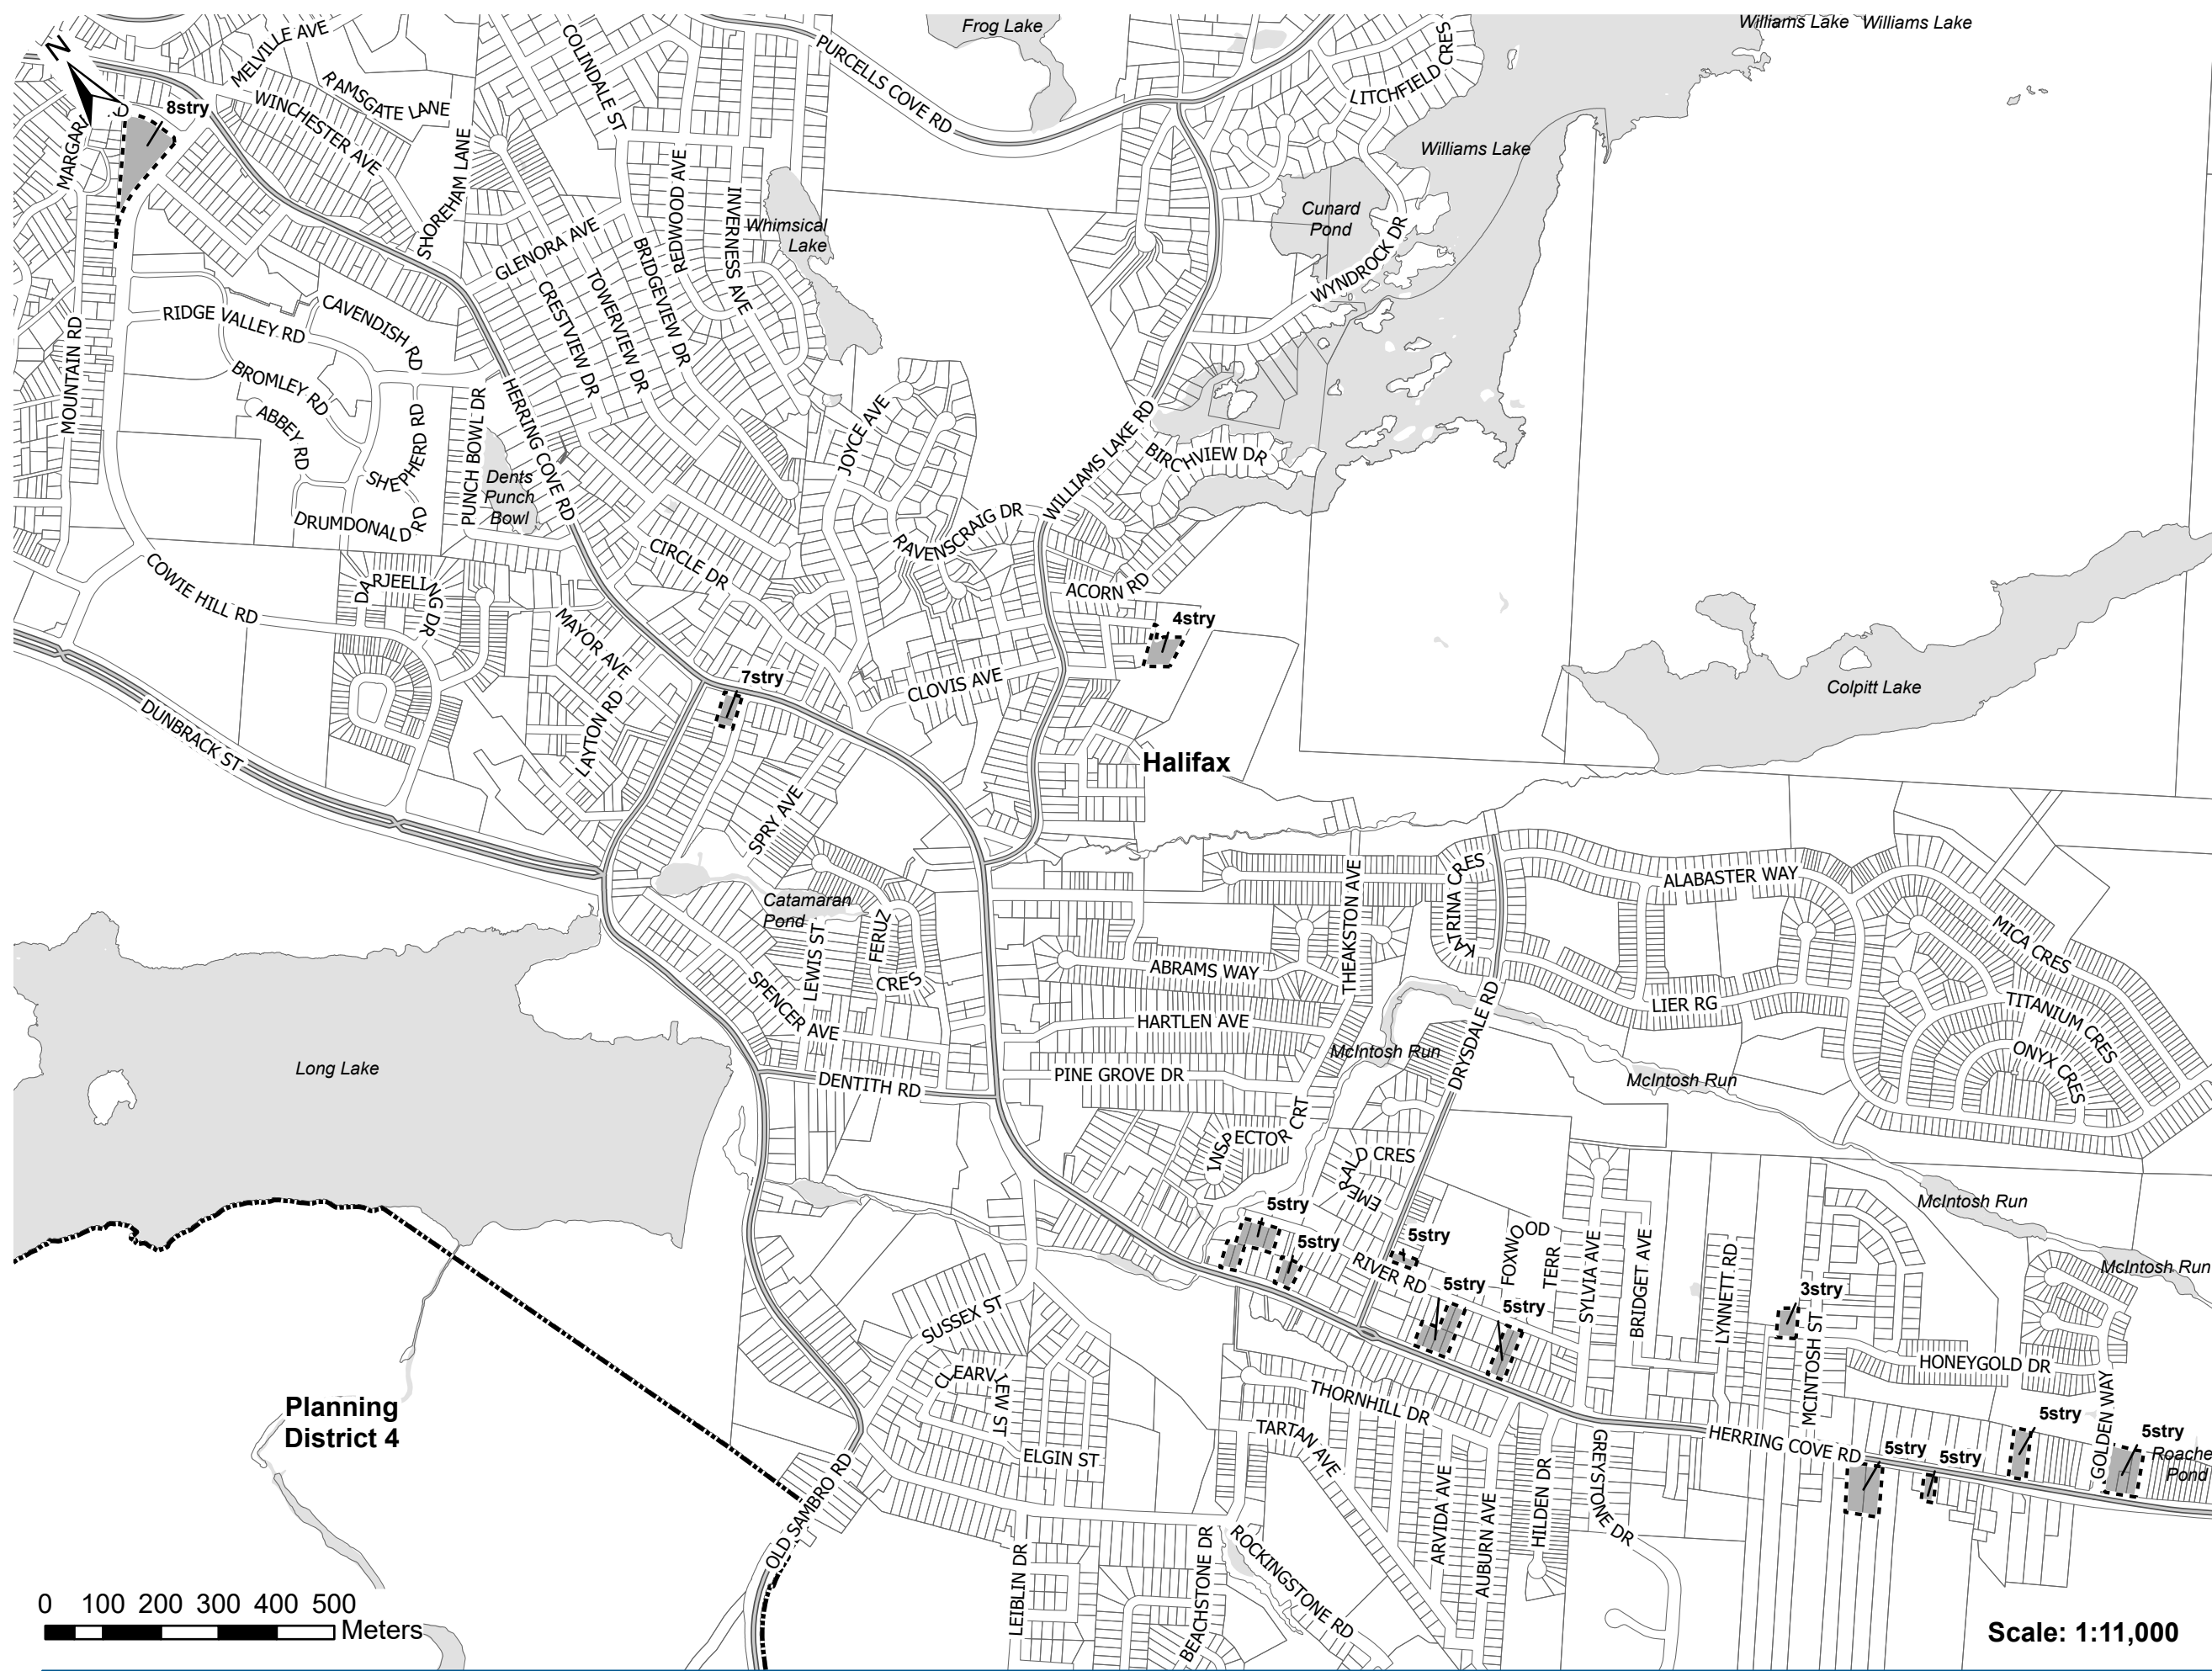 Frog Lake
Williams Lake
Williams Lake
N
MELVILLE AVE
COLINDALE ST
PURCELLS COVE RD
LITCHFIELD CRES
RAMSGATE LANE
WINCHESTER AVE
8stry
SHOREHAM LANE
REDWOOD AVE
INVERNESS AVE
Williams Lake
Whimsical
Lake
Cunard
Pond
WYNDROCK DR
GLENORA AVE
CRESTVIEW DR
TOWERVIEW DR
BRIDGEVIEW DR
MOUNTAIN RD
RIDGE VALLEY RD
CAVENDISH RD
BROMLEY RD
ABBEY RD
SHEPHERD RD
SHEPHERD RD
PUNCH BOWL DR
HERRING COVE RD
Dents
Punch
Bowl
DRUMDONALD RD
JOYCE AVE
WILLIAMS LAKE RD
BIRCHVIEW DR
RAVENSCRAIG DR
CIRCLE DR
ACORN RD
4stry
COWIE HILL RD
DARJEELING DR
MAYOR AVE
LAYTON RD
7stry
CLOVIS AVE
Colpitt Lake
DUNBRACK ST
Halifax
SPRY AVE
Catamaran
Pond
LEWIS ST
FERUZ
CRES
SPENCER AVE
DENTITH RD
THEAKSTON AVE
KATRINA CRES
ALABASTER WAY
MICA CRES
ABRAMS WAY
HARTLEN AVE
PINE GROVE DR
LIER RG
TITANIUM CRES
ONYX CRES
McIntosh Run
McIntosh Run
DRYSDALE RD
Long Lake
INSPECTOR CRT
EMERALD CRES
5stry
5stry
5stry
RIVER RD
5stry
5stry
FOXWOOD
TERR
SYLVIA AVE
BRIDGET AVE
LYNNETT RD
3stry
MCINTOSH ST
McIntosh Run
McIntosh Run
HONEYGOLD DR
GOLDEN WAY
SUSSEX ST
CLEARVIEW ST
ELGIN ST
THORNHILL DR
TARTAN AVE
ARVIDA AVE
AUBURN AVE
HILDEN DR
GREYSTONE DR
HERRING COVE RD
5stry
5stry
5stry
5stry
Pond
Planning
District 4
OLD SAMBRO RD
LEIBLIN DR
BEACHSTONE DR
ROCKINGSTONE RD
0 100 200 300 400 500
Meters
Scale: 1:11,000